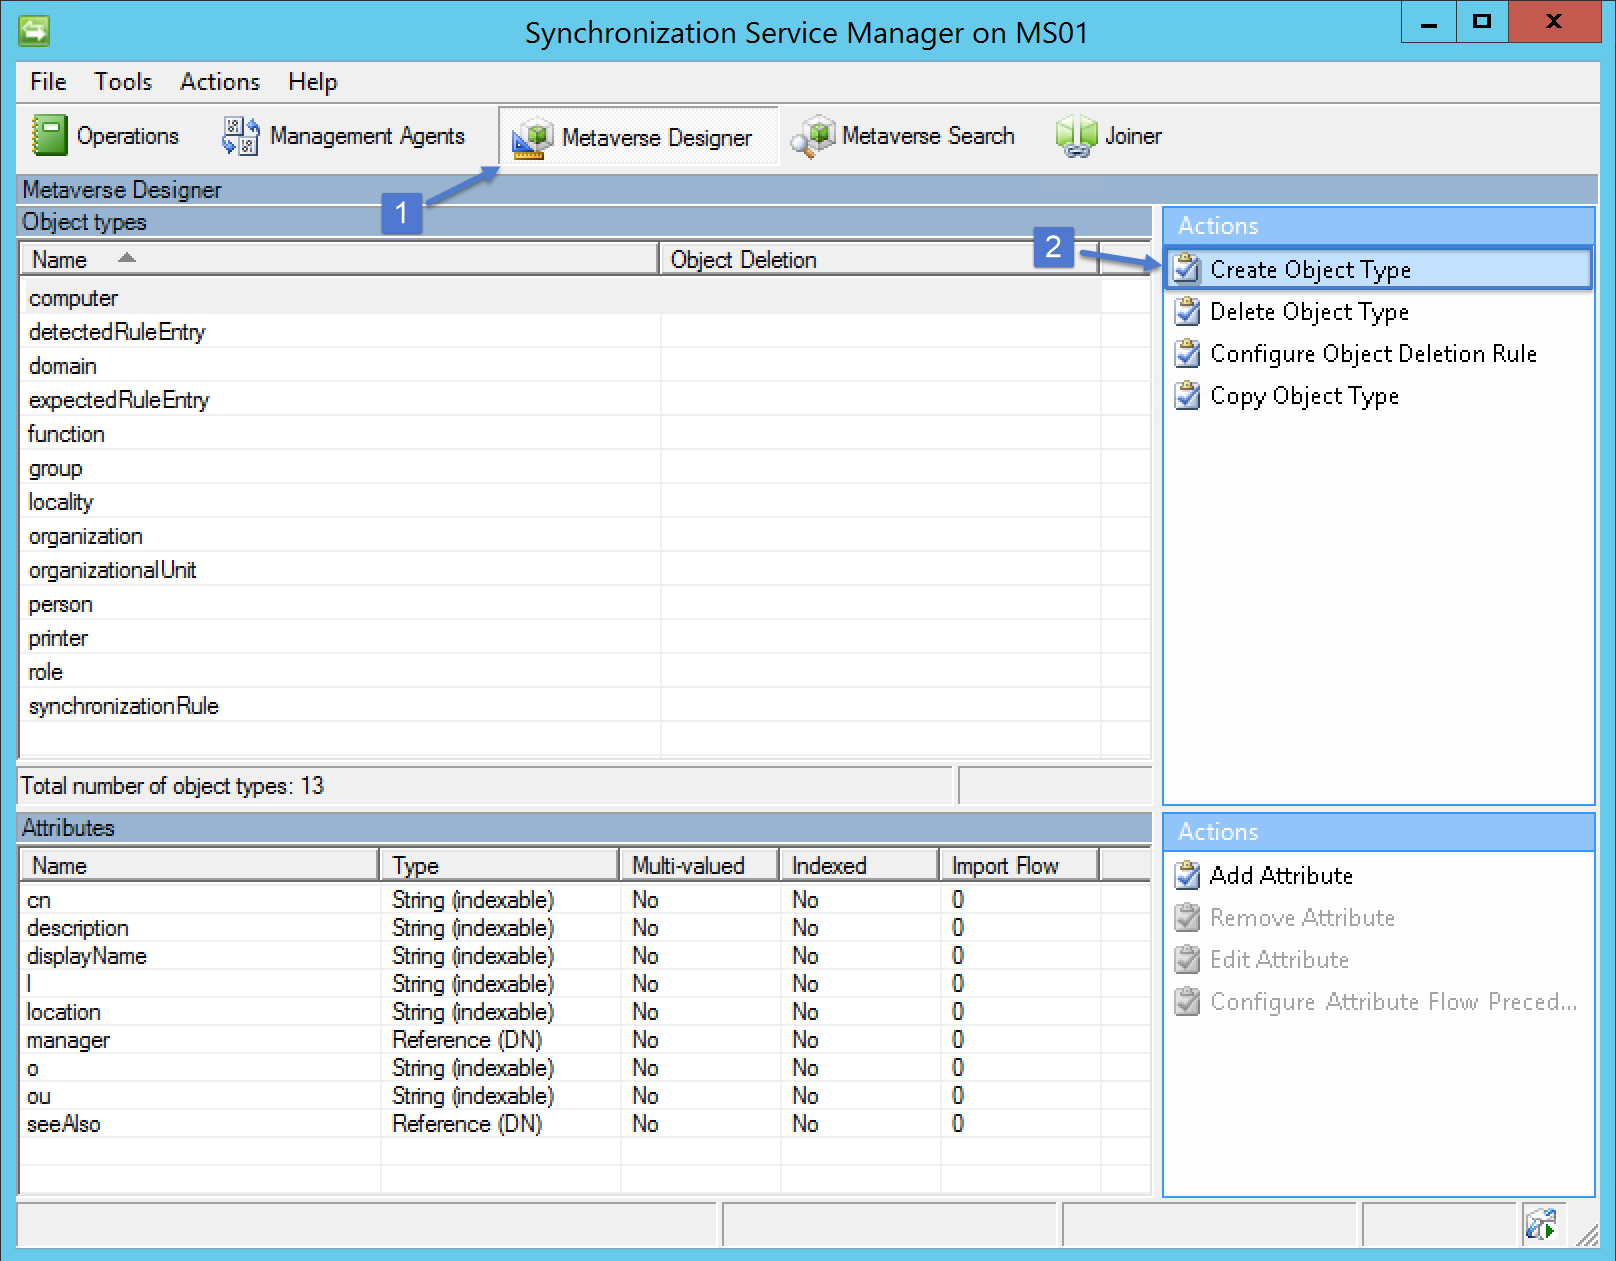 Synchronization Service Manager on MS01
File Tools Actions Help
Operations Management Agents Metaverse Designer Metaverse Search Joiner
Metaverse Designer
1
Object types
Name Object Deletion
computer
detectedRuleEntry
domain
expectedRuleEntry
function
group
locality
organization
organizationalUnit
person
printer
role
synchronizationRule
Total number of object types: 13
Actions
2
Create Object Type
Delete Object Type
Configure Object Deletion Rule
Copy Object Type
Attributes
Name Type Multi-valued Indexed Import Flow
cn String (indexable) No No 0
description String (indexable) No No 0
displayName String (indexable) No No 0
l String (indexable) No No 0
location String (indexable) No No 0
manager Reference (DN) No No 0
o String (indexable) No No 0
ou String (indexable) No No 0
seeAlso Reference (DN) No No 0
Actions
Add Attribute
Remove Attribute
Edit Attribute
Configure Attribute Flow Preced...